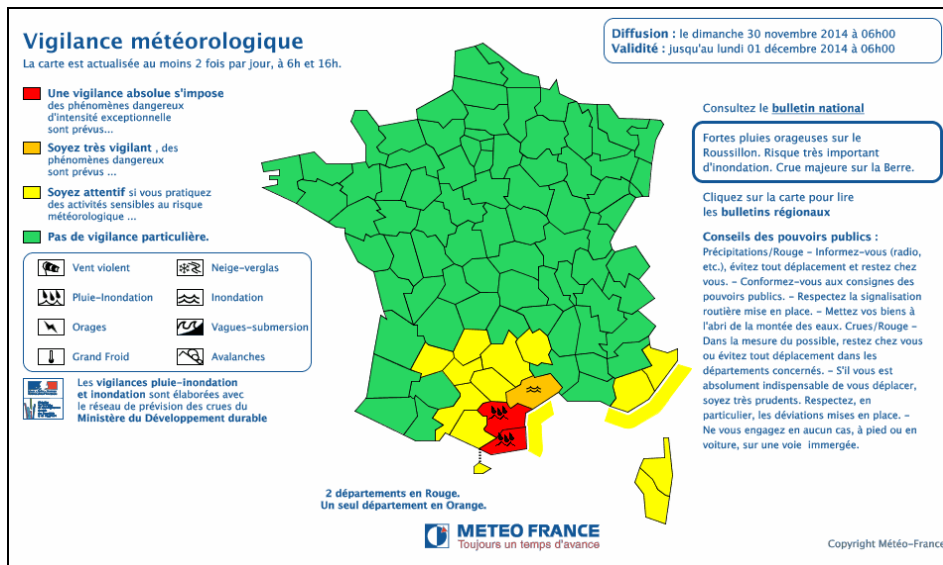 Vigilance météorologique
La carte est actualisée au moins 2 fois par jour, à 6h et 16h.
Diffusion : le dimanche 30 novembre 2014 à 06h00
Validité : jusqu'au lundi 01 décembre 2014 à 06h00
Une vigilance absolue s'impose
des phénomènes dangereux
d'intensité exceptionnelle
sont prévus...
Soyez très vigilant , des
phénomènes dangereux
sont prévus ...
Soyez attentif si vous pratiquez
des activités sensibles au risque
météorologique ...
Pas de vigilance particulière.
Vent violent
Neige-verglas
Pluie-Inondation
Inondation
Orages
Vagues-submersion
Grand Froid
Avalanches
Les vigilances pluie-inondation
et inondation sont élaborées avec
le réseau de prévision des crues du
Ministère du Développement durable
2 départements en Rouge.
Un seul département en Orange.
METEO FRANCE
Toujours un temps d'avance
Consultez le bulletin national
Fortes pluies orageuses sur le
Roussillon. Risque très important
d'inondation. Crue majeure sur la Berre.
Cliquez sur la carte pour lire
les bulletins régionaux
Conseils des pouvoirs publics :
Précipitations/Rouge – Informez-vous (radio,
etc.), évitez tout déplacement et restez chez
vous. – Conformez-vous aux consignes des
pouvoirs publics. – Respectez la signalisation
routière mise en place. – Mettez vos biens à
l'abri de la montée des eaux. Crues/Rouge –
Dans la mesure du possible, restez chez vous
ou évitez tout déplacement dans les
départements concernés. – S'il vous est
absolument indispensable de vous déplacer,
soyez très prudents. Respectez, en
particulier, les déviations mises en place. –
Ne vous engagez en aucun cas, à pied ou en
voiture, sur une voie immergée.
Copyright Météo-France